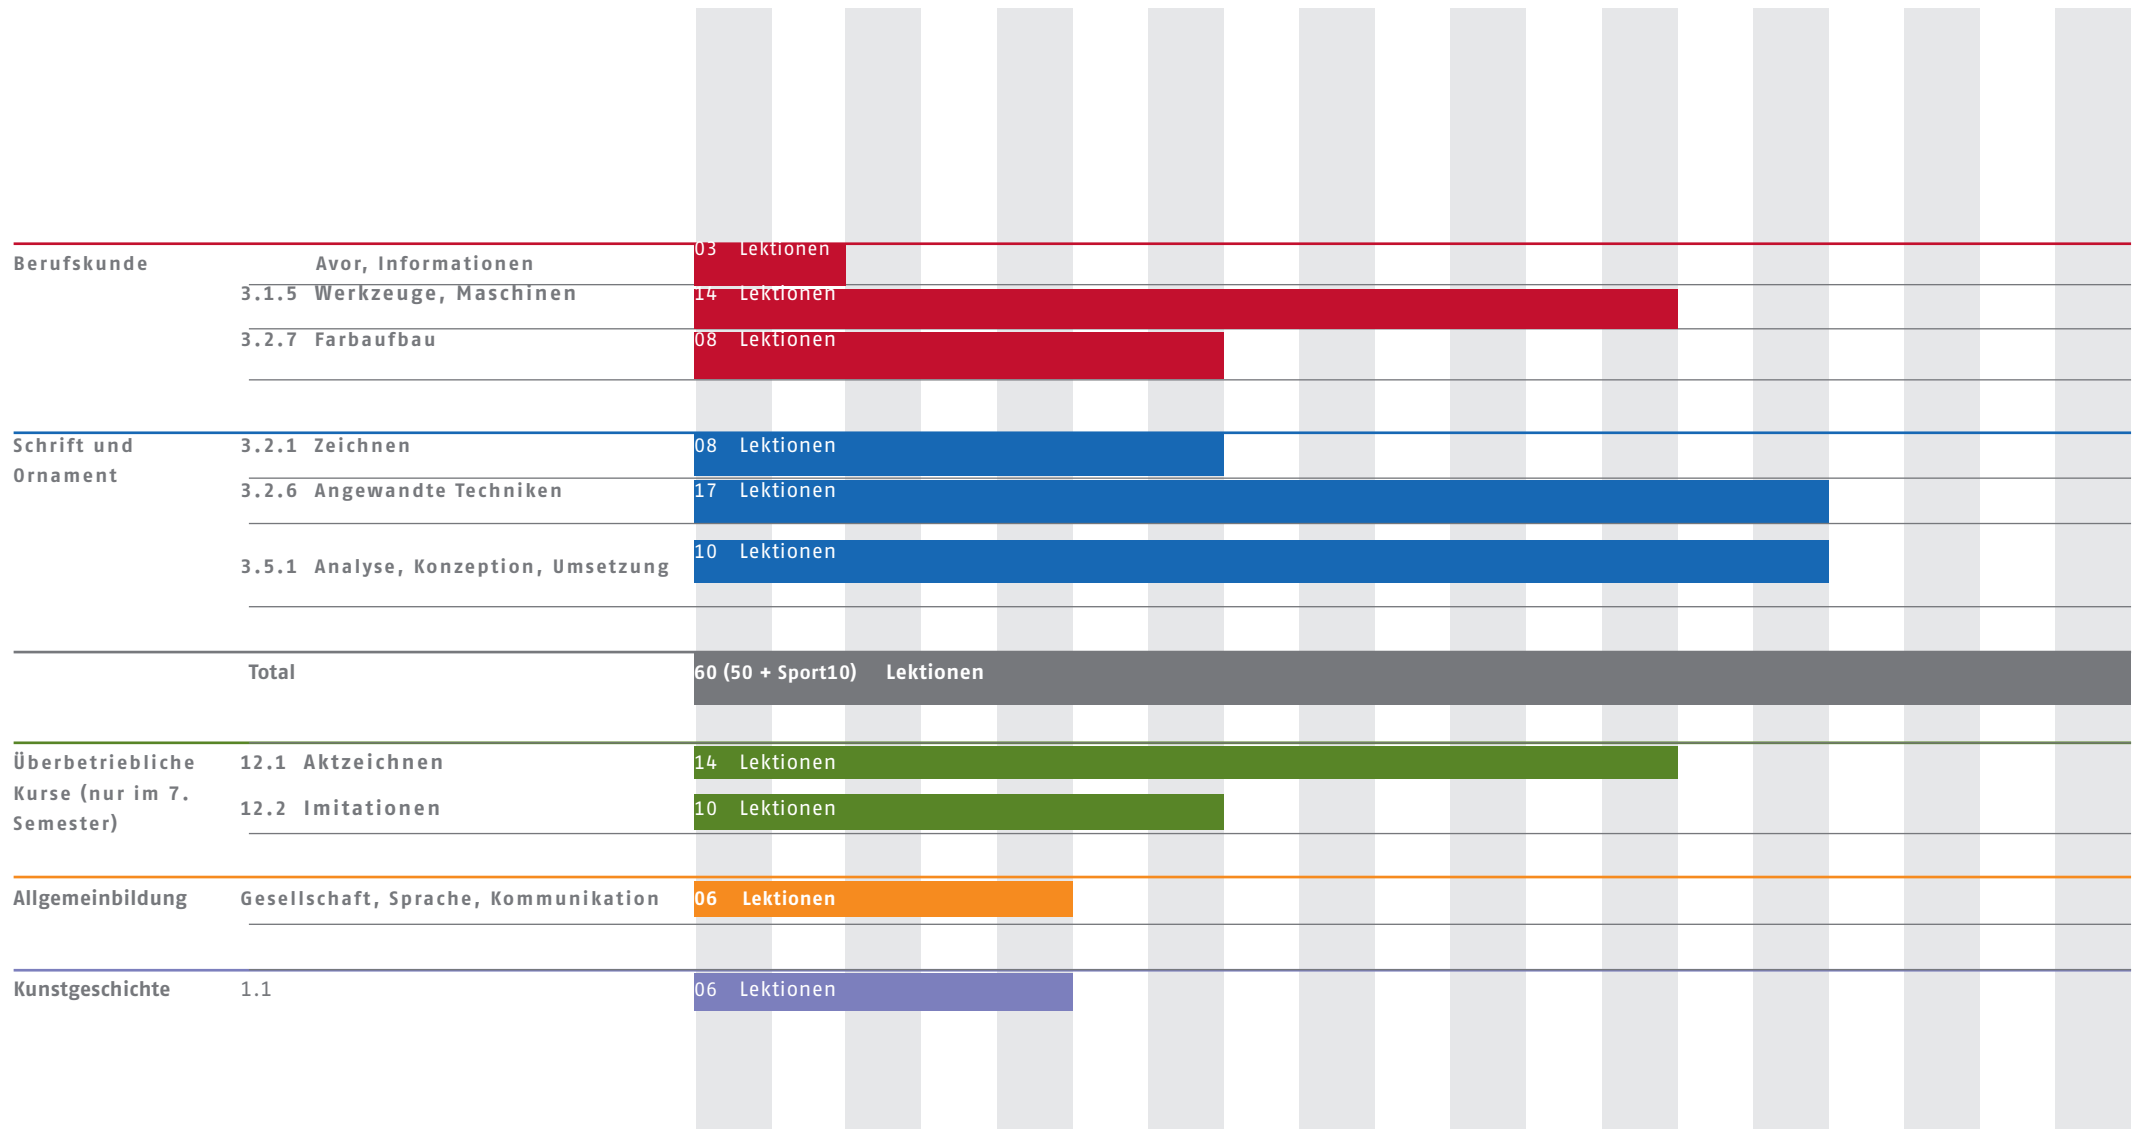 Berufskunde Avor, Informationen 03 Lektionen
3.1.5 Werkzeuge, Maschinen 14 Lektionen
3.2.7 Farbaufbau 08 Lektionen
Schrift und 3.2.1 Zeichnen 08 Lektionen
Ornament
3.2.6 Angewandte Techniken 17 Lektionen
3.5.1 Analyse, Konzeption, Umsetzung 10 Lektionen
Total 60 (50 + Sport10) Lektionen
Überbetriebliche 12.1 Aktzeichnen 14 Lektionen
Kurse (nur im 7. 12.2 Imitationen 10 Lektionen
Semester)
Allgemeinbildung Gesellschaft, Sprache, Kommunikation 06 Lektionen
Kunstgeschichte 1.1 06 Lektionen